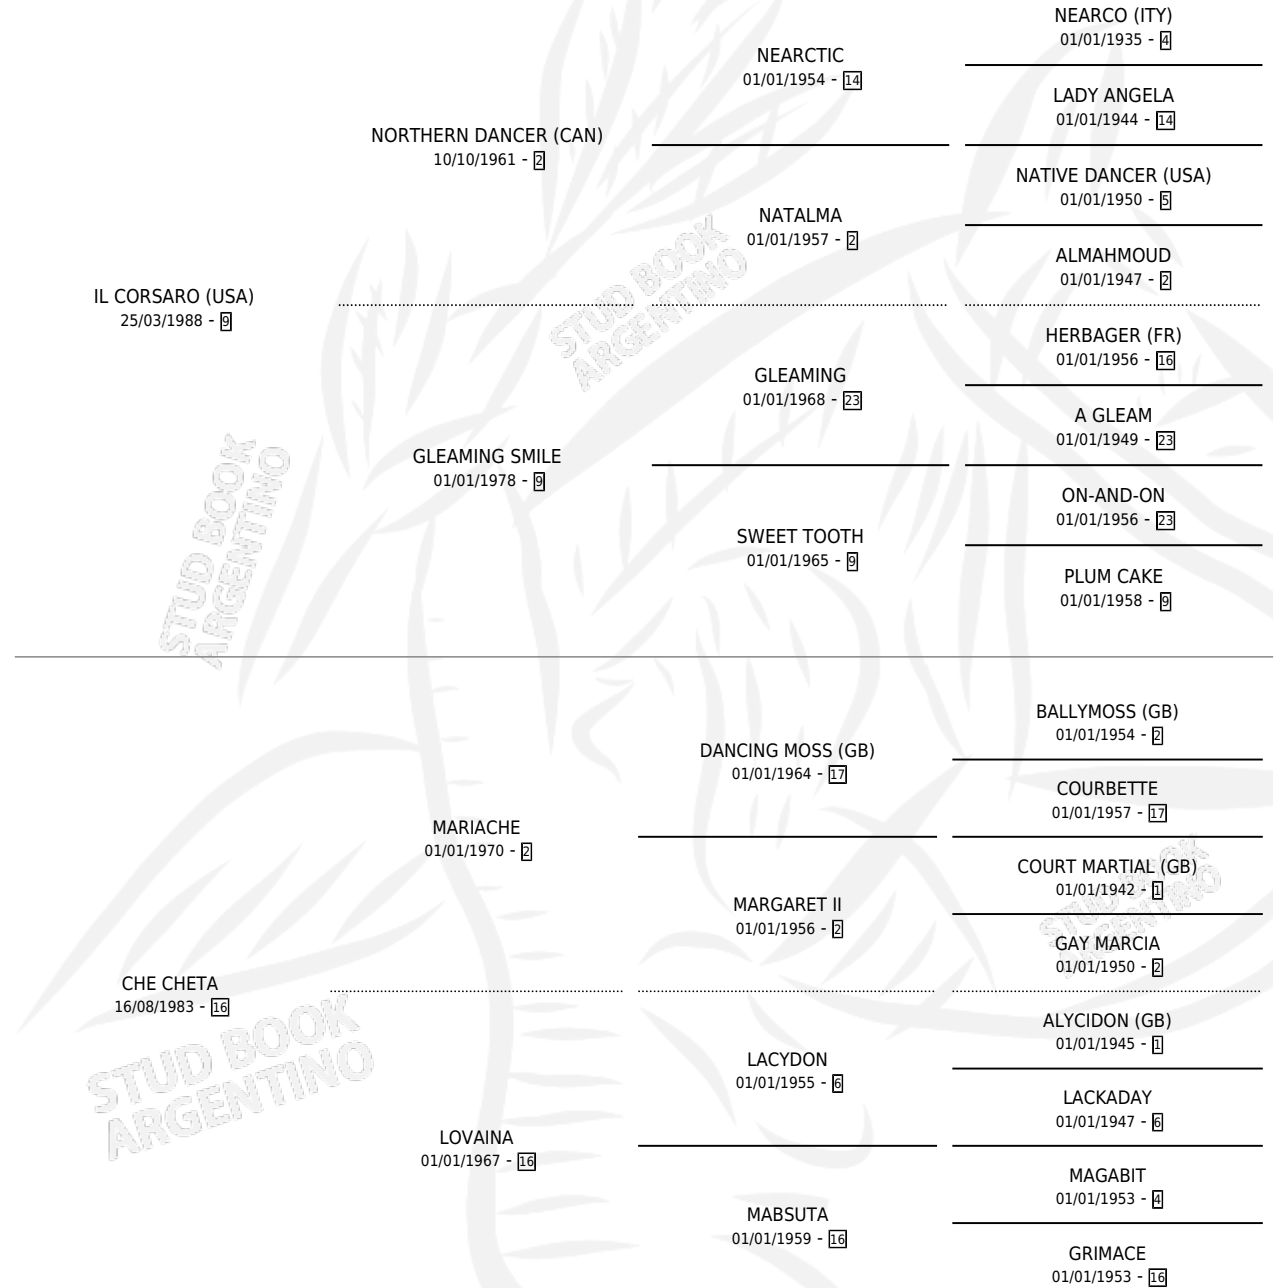 NEARCO (ITY)
01/01/1935 - 4
NEARCTIC
01/01/1954 - 14
LADY ANGELA
01/01/1944 - 14
NORTHERN DANCER (CAN)
10/10/1961 - 2
NATIVE DANCER (USA)
01/01/1950 - 5
NATALMA
01/01/1957 - 2
ALMAHMOUD
01/01/1947 - 2
IL CORSARO (USA)
25/03/1988 - 9
STUD BOOK
ARGENTINO
HERBAGER (FR)
01/01/1956 - 16
GLEAMING
01/01/1968 - 23
A GLEAM
01/01/1949 - 23
GLEAMING SMILE
01/01/1978 - 9
STUD BOOK
ARGENTINO
ON-AND-ON
01/01/1956 - 23
SWEET TOOTH
01/01/1965 - 9
PLUM CAKE
01/01/1958 - 9
BALLYMOSS (GB)
01/01/1954 - 2
DANCING MOSS (GB)
01/01/1964 - 17
COURBETTE
01/01/1957 - 17
MARIACHE
01/01/1970 - 2
COURT MARTIAL (GB)
01/01/1942 - 1
STUD BOOK
ARGENTINO
MARGARET II
01/01/1956 - 2
GAY MARCIA
01/01/1950 - 2
CHE CHETA
16/08/1983 - 16
STUD BOOK
ARGENTINO
ALYCIDON (GB)
01/01/1945 - 1
LACYDON
01/01/1955 - 6
LACKADAY
01/01/1947 - 6
LOVAINA
01/01/1967 - 16
MAGABIT
01/01/1953 - 4
MABSUTA
01/01/1959 - 16
GRIMACE
01/01/1953 - 16